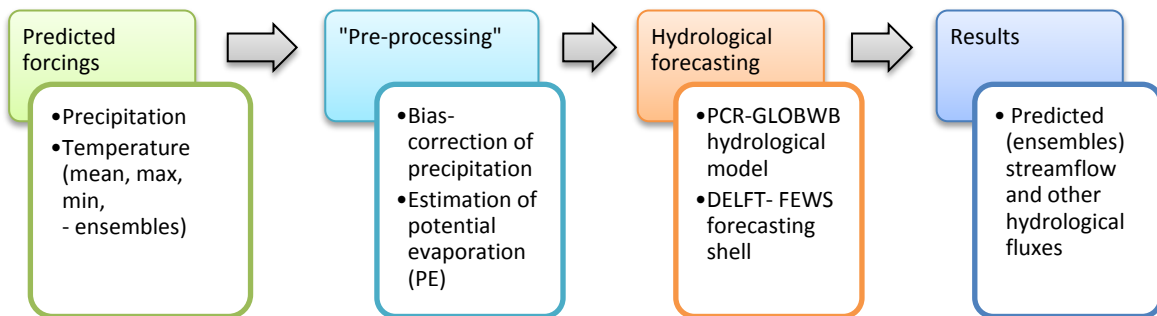 Predicted
forcings
•Precipitation
•Temperature
(mean, max,
min,
- ensembles)
"Pre-processing"
•Bias-
correction of
precipitation
•Estimation of
potential
evaporation
(PE)
Hydrological
forecasting
•PCR-GLOBWB
hydrological
model
•DELFT- FEWS
forecasting
shell
Results
• Predicted
(ensembles)
streamflow
and other
hydrological
fluxes